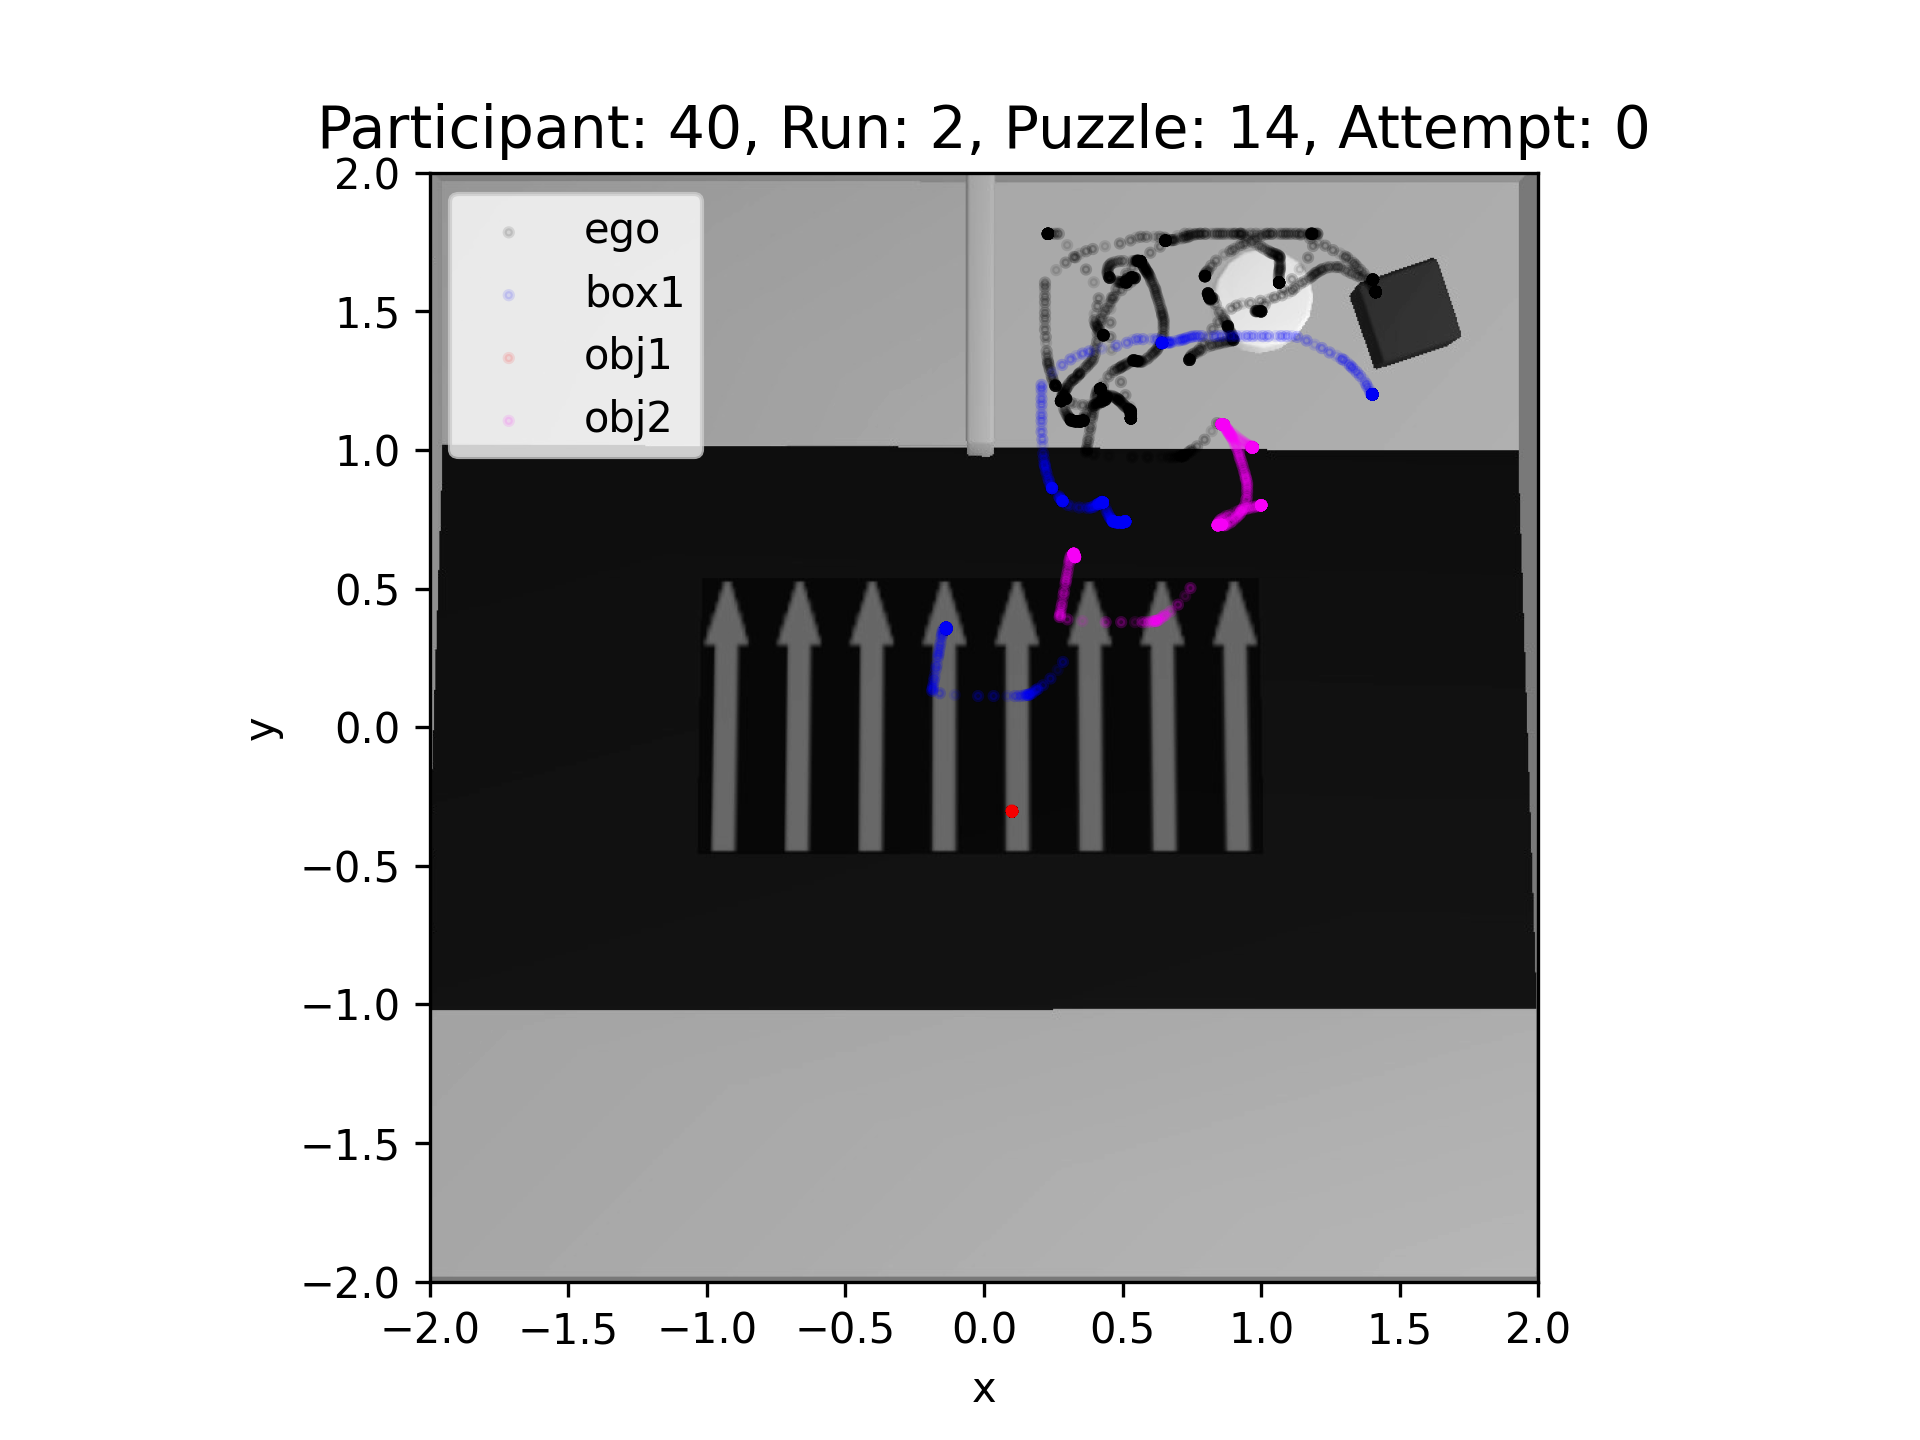 Participant: 40, Run: 2, Puzzle: 14, Attempt: 0
2.0
1.5
1.0
0.5
0.0
−0.5
−1.0
−1.5
−2.0
y
ego
box1
obj1
obj2
−2.0 −1.5 −1.0 −0.5 0.0 0.5 1.0 1.5 2.0
x